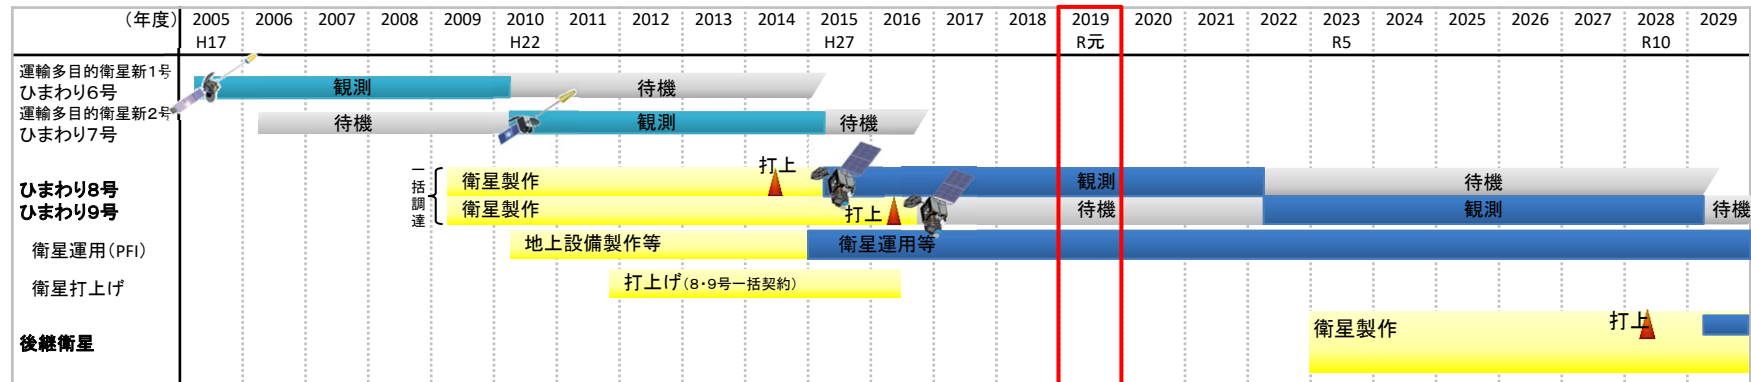 (年度) 2005 2006 2007 2008 2009 2010 2011 2012 2013 2014 2015 2016 2017 2018 2019 2020 2021 2022 2023 2024 2025 2026 2027 2028 2029
H17 H22 H27 R元 R5 R10
運輸多目的衛星新1号
ひまわり6号 観測 待機
運輸多目的衛星新2号
ひまわり7号 待機 観測 待機
一括調達
打上
ひまわり8号 衛星製作 観測 待機
ひまわり9号 衛星製作 打上 待機 観測 待機
衛星運用(PFI) 地上設備製作等 衛星運用等
衛星打上げ 打上げ(8・9号一括契約)
後継衛星 衛星製作 打上